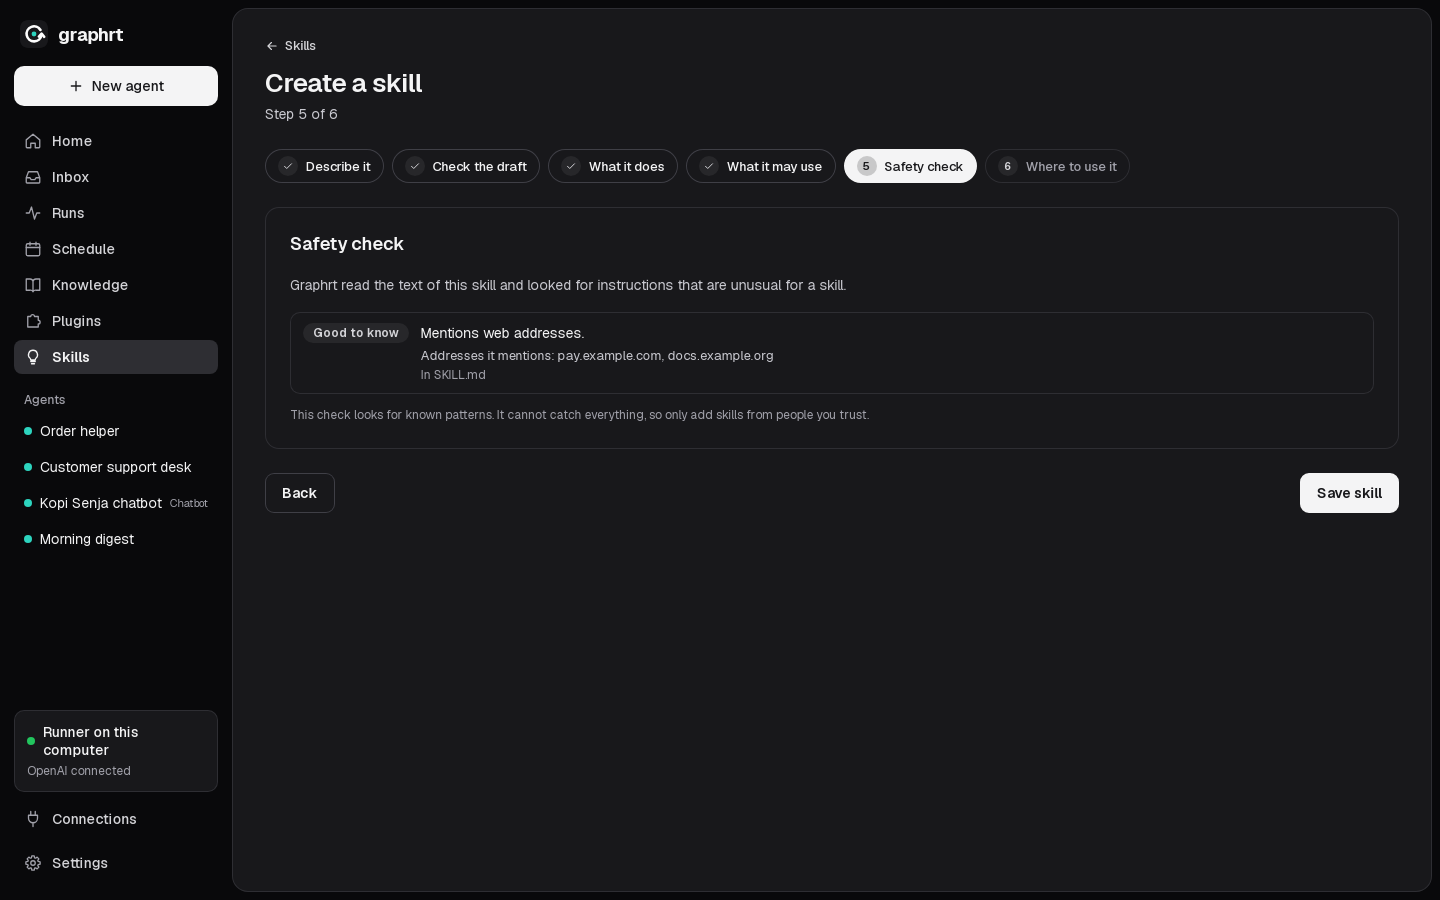 graphrt
New agent
Home
Inbox
Runs
Schedule
Knowledge
Plugins
Skills
Agents
Order helper
Customer support desk
Kopi Senja chatbot Chatbot
Morning digest
Runner on this
computer
OpenAI connected
Connections
Settings
Skills
Create a skill
Step 5 of 6
Describe it
Check the draft
What it does
What it may use
5 Safety check
6 Where to use it
Safety check
Graphrt read the text of this skill and looked for instructions that are unusual for a skill.
Good to know Mentions web addresses.
Addresses it mentions: pay.example.com, docs.example.org
In SKILL.md
This check looks for known patterns. It cannot catch everything, so only add skills from people you trust.
Back
Save skill